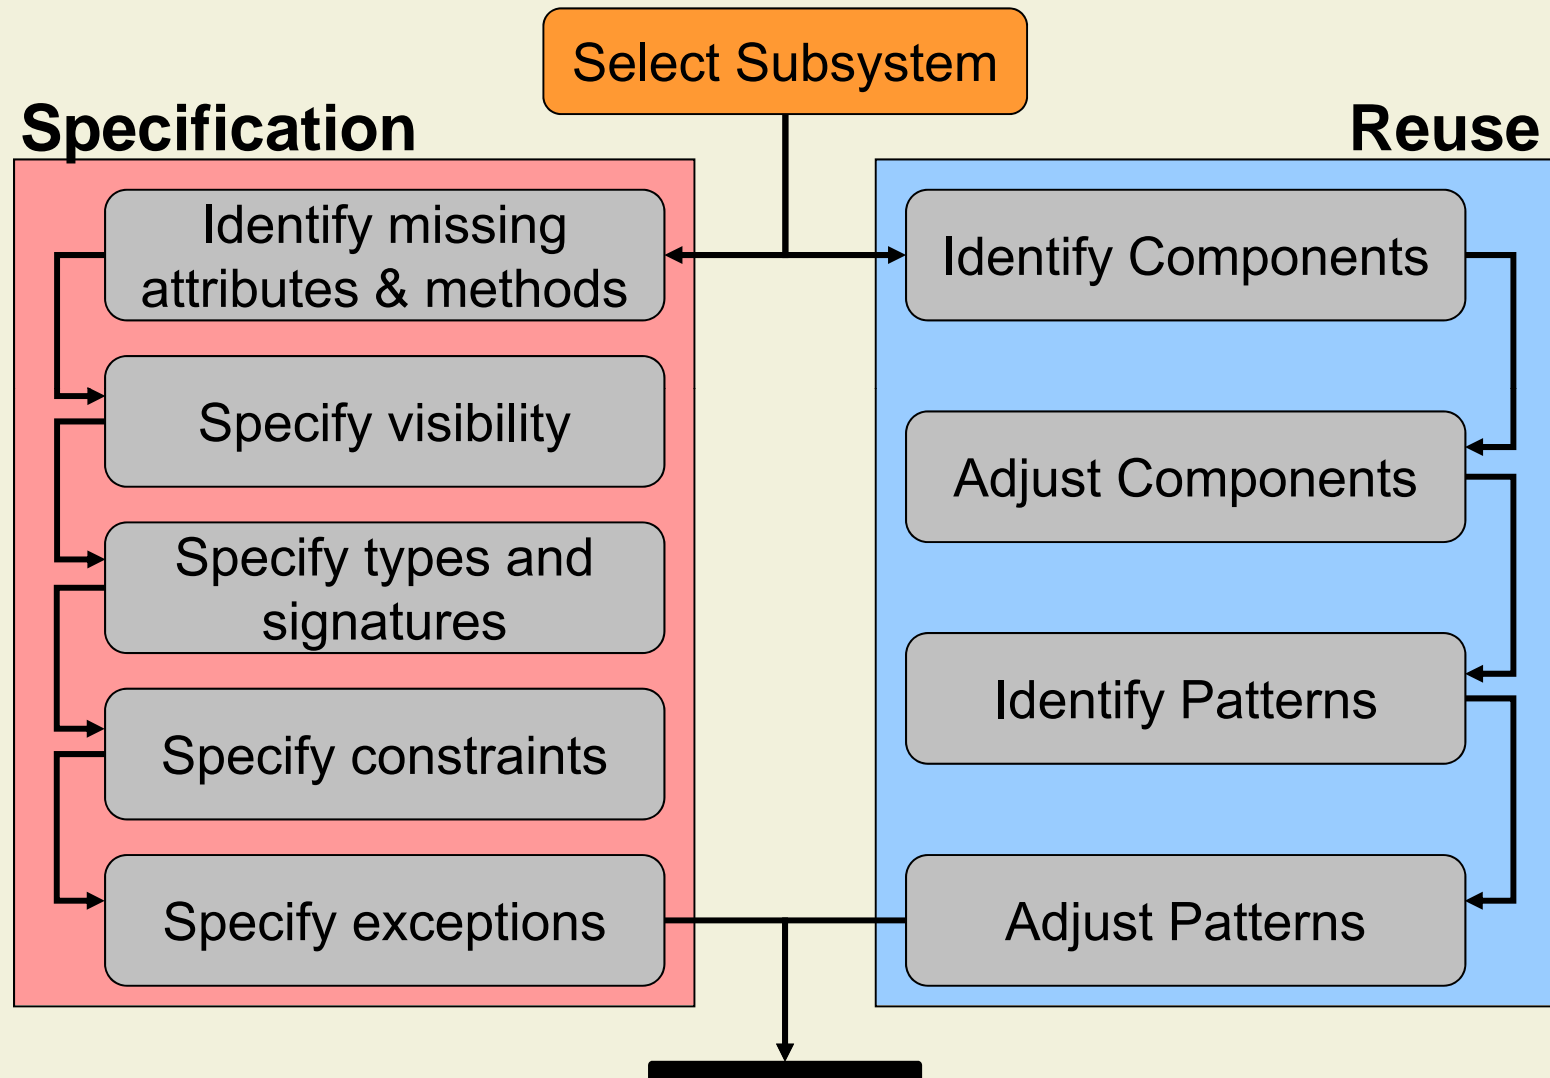 Select Subsystem
Specification
Reuse
Identify missing
attributes & methods
Specify visibility
Specify types and
signatures
Specify constraints
Specify exceptions
Identify Components
Adjust Components
Identify Patterns
Adjust Patterns